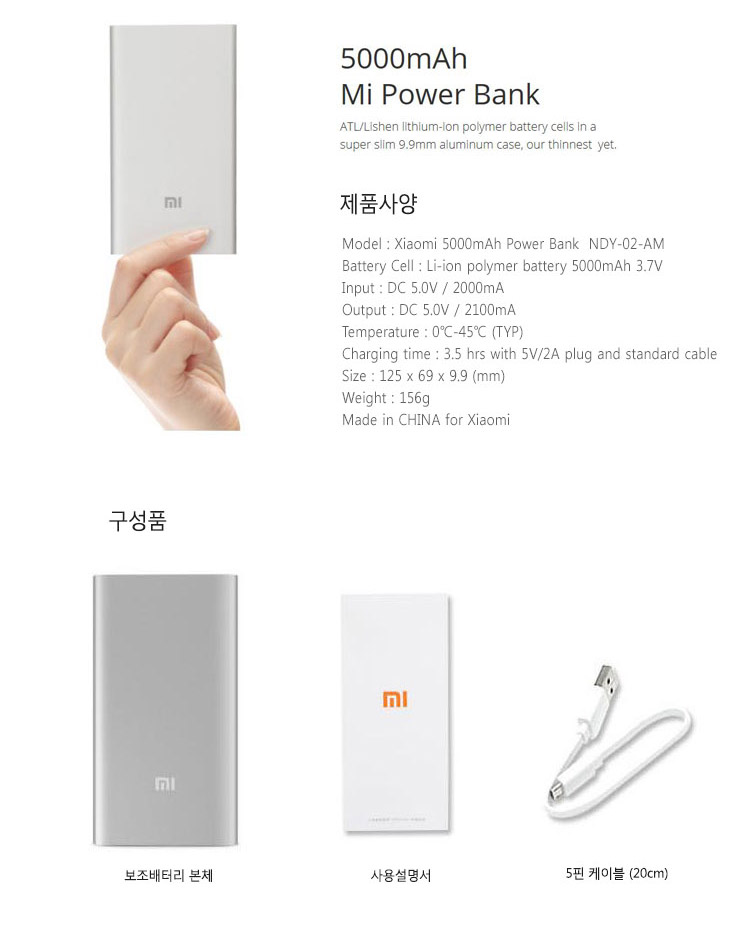 5000mAh
Mi Power Bank
ATL/Lishen lithium-ion polymer battery cells in a
super slim 9.9mm aluminum case, our thinnest yet.
제품사양
Model : Xiaomi 5000mAh Power Bank NDY-02-AM
Battery Cell : Li-ion polymer battery 5000mAh 3.7V
Input : DC 5.0V / 2000mA
Output : DC 5.0V / 2100mA
Temperature : 0℃-45℃ (TYP)
Charging time : 3.5 hrs with 5V/2A plug and standard cable
Size : 125 x 69 x 9.9 (mm)
Weight : 156g
Made in CHINA for Xiaomi
mi
구성품
mi
mi
보조배터리 본체
사용설명서
5핀 케이블 (20cm)